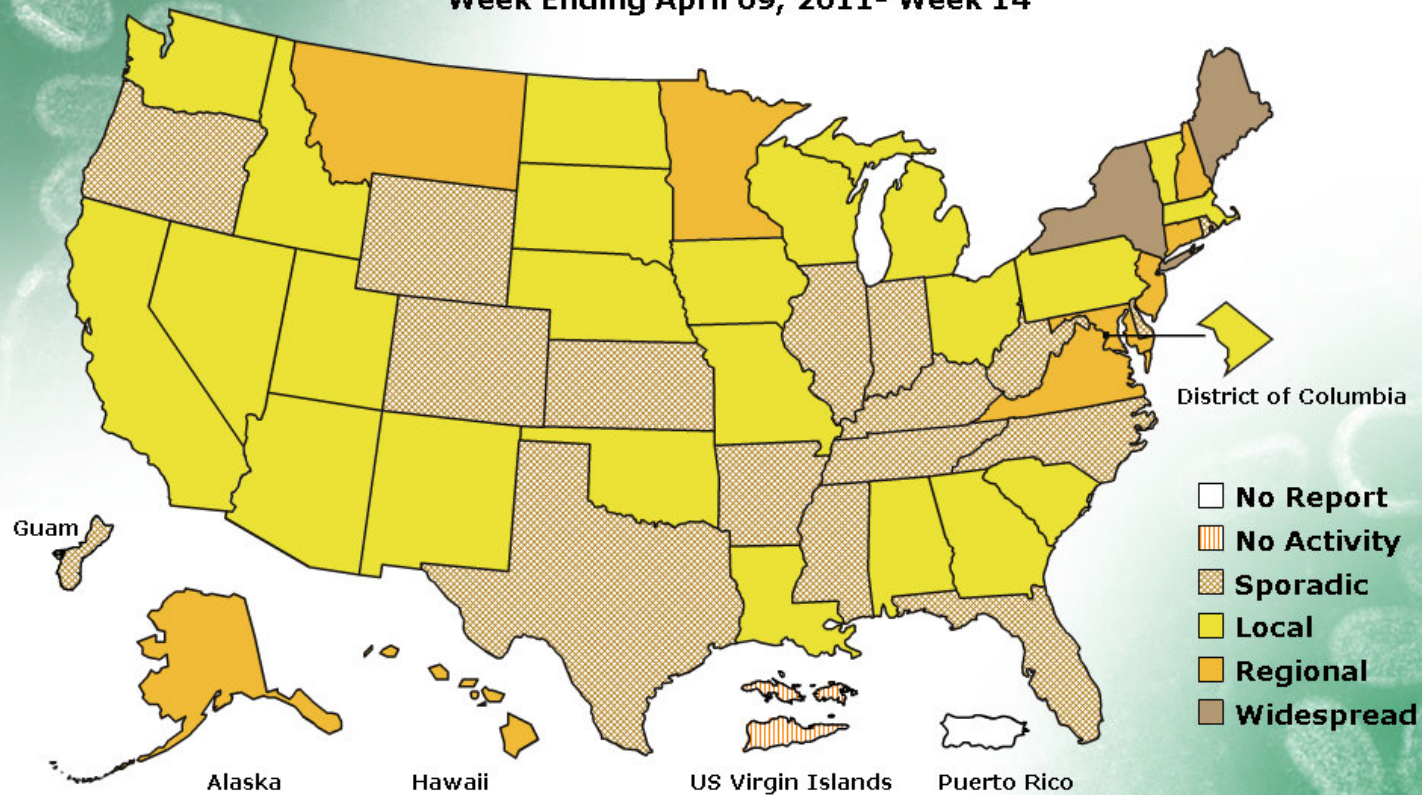 Week Ending April 09, 2011- Week 14
District of Columbia
No Report
No Activity
Sporadic
Local
Regional
Widespread
Guam
Alaska
Hawaii
US Virgin Islands
Puerto Rico